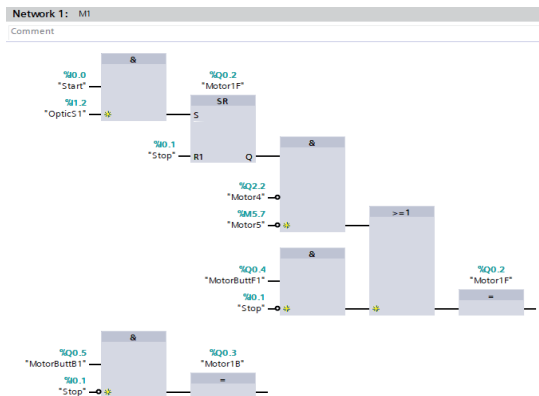 Network 1: M1
Comment
&
%I0.0
"Start"
%I1.2
"OpticS1"
%Q0.2
"Motor1F"
SR
S
%I0.1
"Stop"
R1
Q
&
%Q2.2
"Motor4"
%M5.7
"Motor5"
>=1
&
%Q0.4
"MotorButtF1"
%I0.1
"Stop"
%Q0.2
"Motor1F"
=
&
%Q0.5
"MotorButtB1"
%I0.1
"Stop"
%Q0.3
"Motor1B"
=